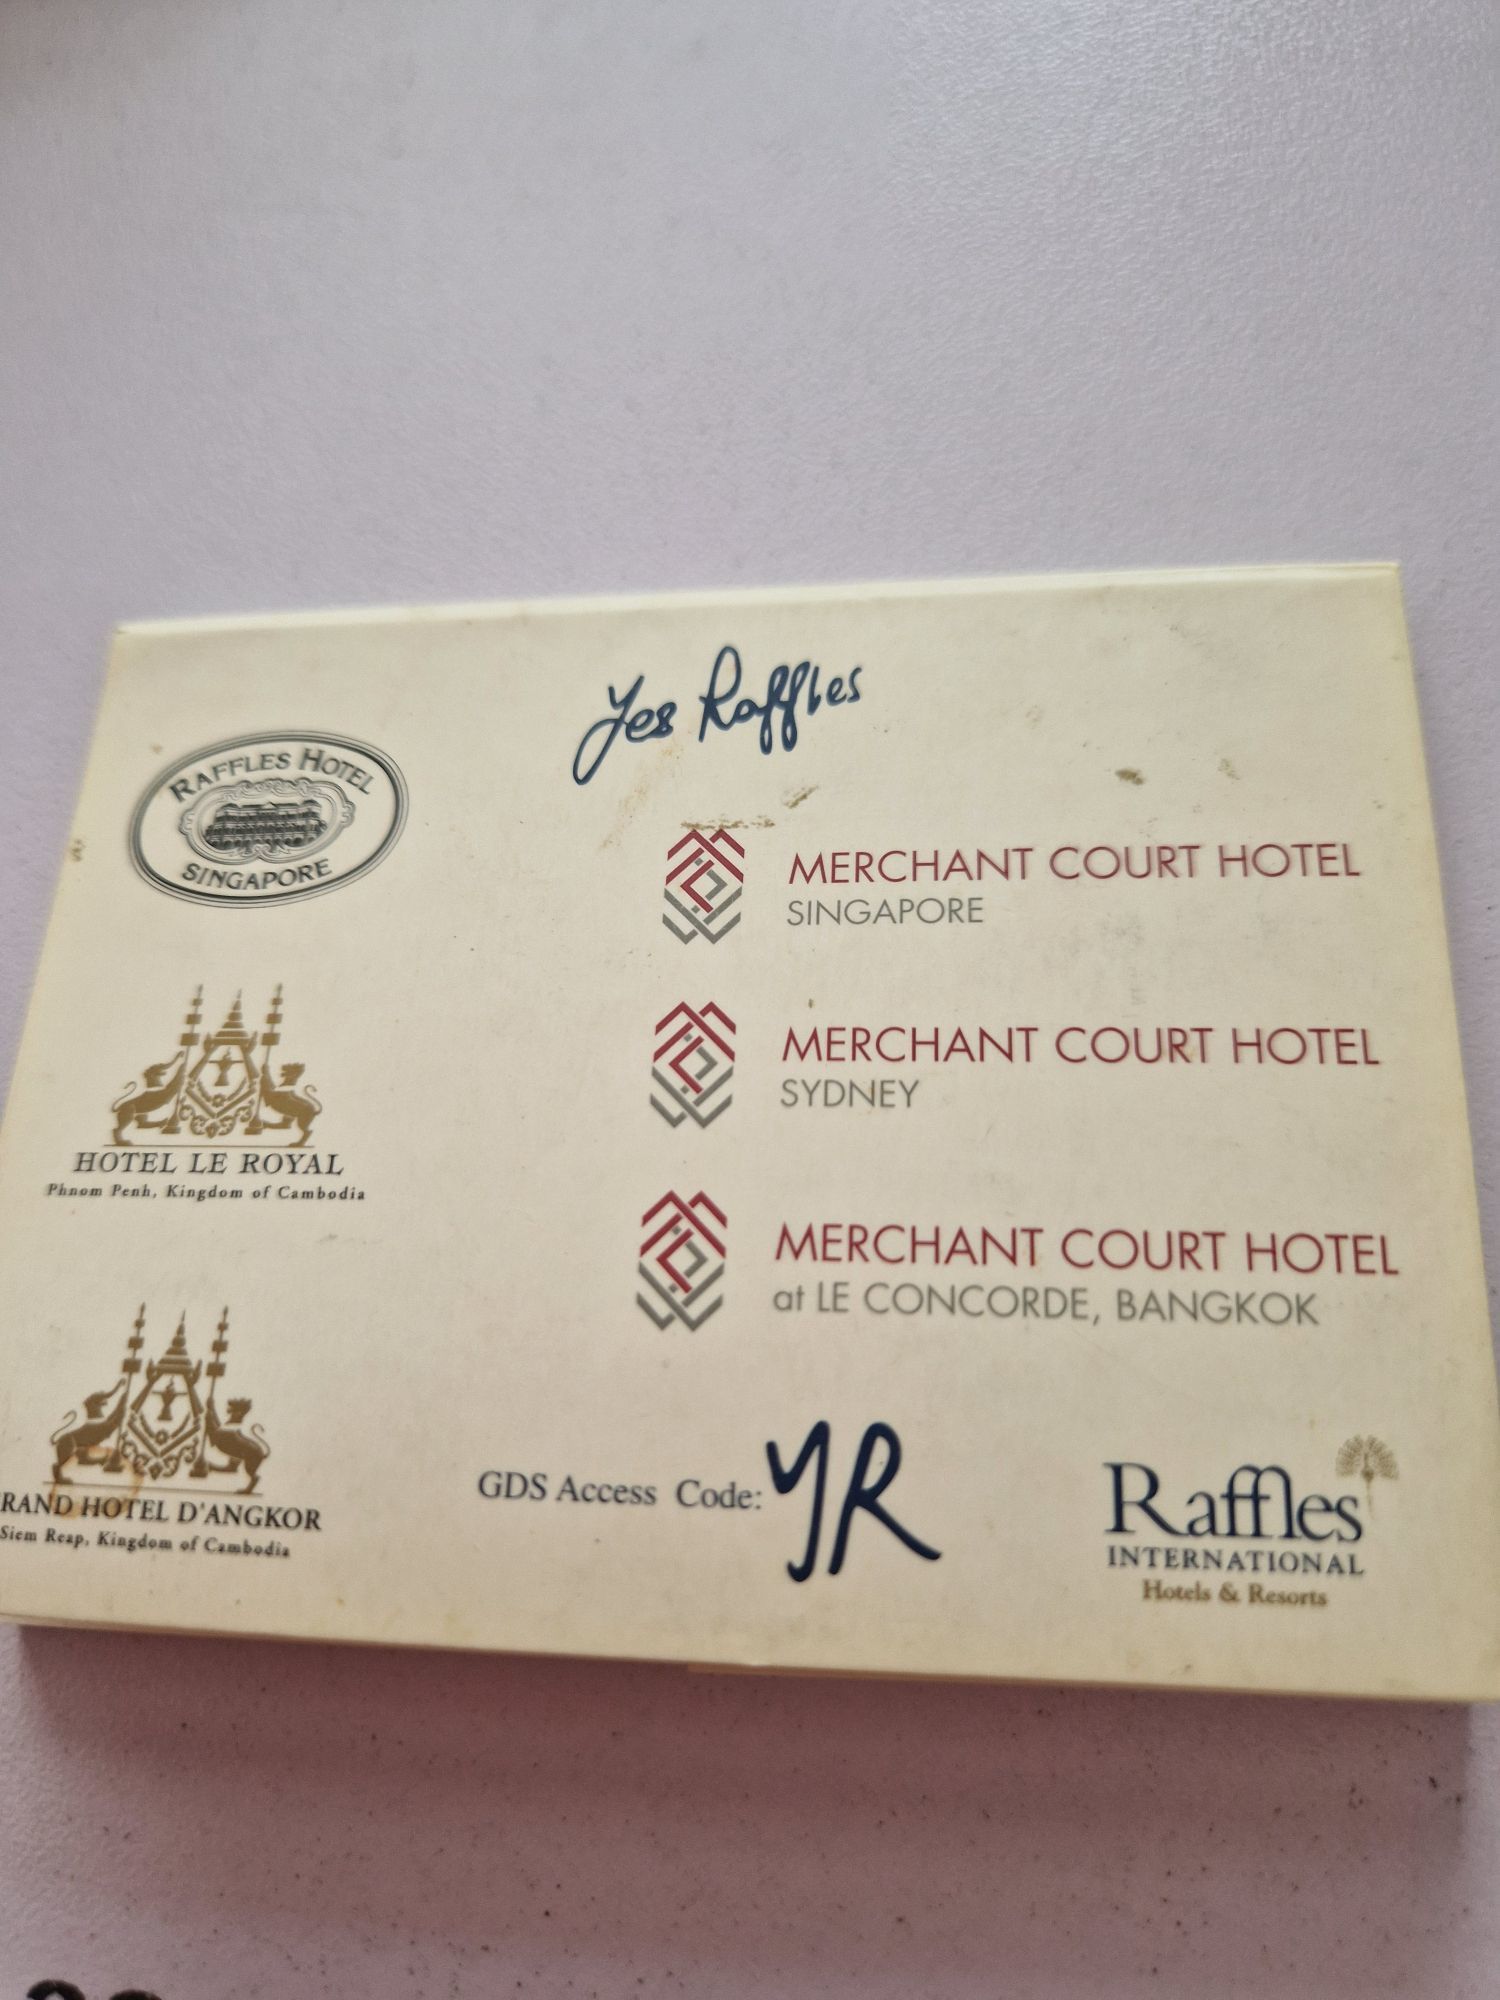 Yes Raffles
RAFFLES HOTEL
SINGAPORE
MERCHANT COURT HOTEL
SINGAPORE
HOTEL LE ROYAL
Phnom Penh, Kingdom of Cambodia
MERCHANT COURT HOTEL
SYDNEY
MERCHANT COURT HOTEL
at LE CONCORDE, BANGKOK
RAND HOTEL D'ANGKOR
Siem Reap, Kingdom of Cambodia
GDS Access Code: YR
Raffles
INTERNATIONAL
Hotels & Resorts